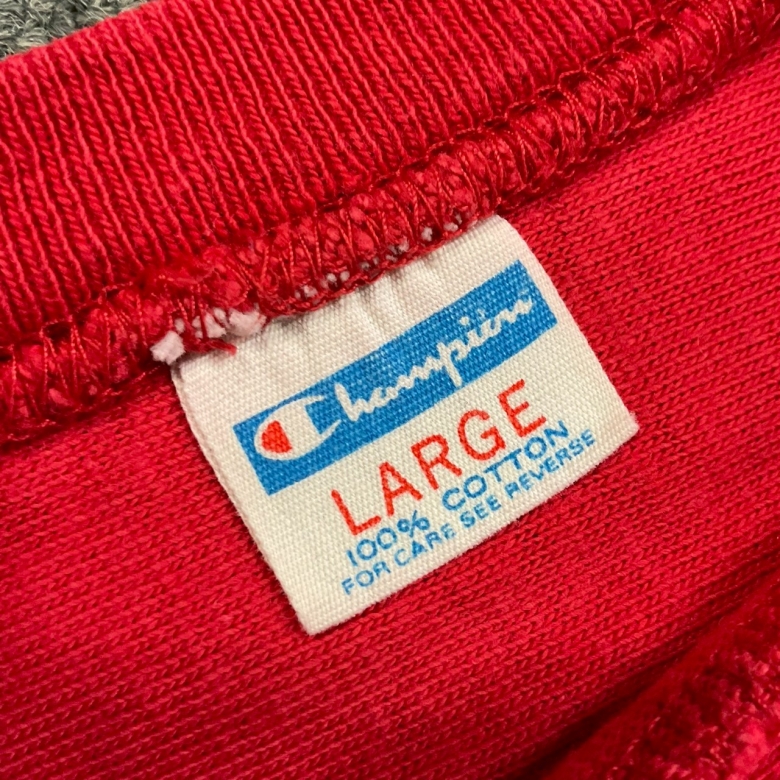 Champion
LARGE
100% COTTON
FOR CARE SEE REVERSE